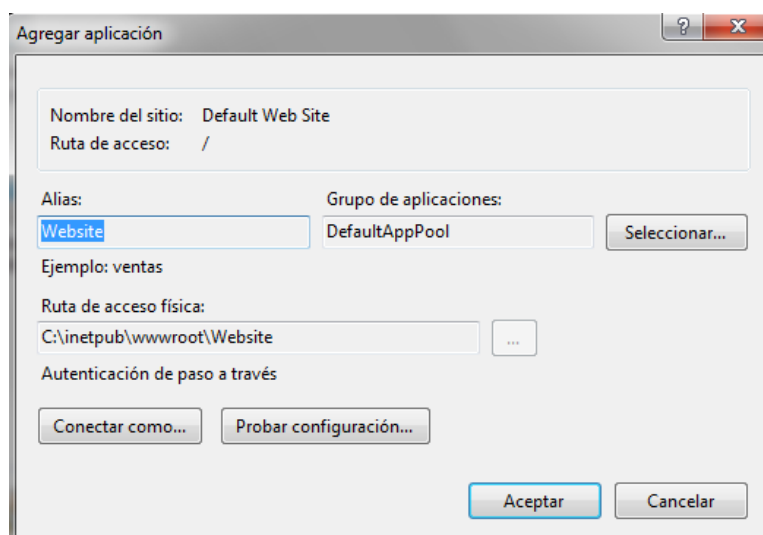 Agregar aplicación
Nombre del sitio: Default Web Site
Ruta de acceso: /
Alias: Grupo de aplicaciones:
Website DefaultAppPool Seleccionar...
Ejemplo: ventas
Ruta de acceso física:
C:\inetpub\wwwroot\Website ...
Autenticación de paso a través
Conectar como... Probar configuración...
Aceptar Cancelar